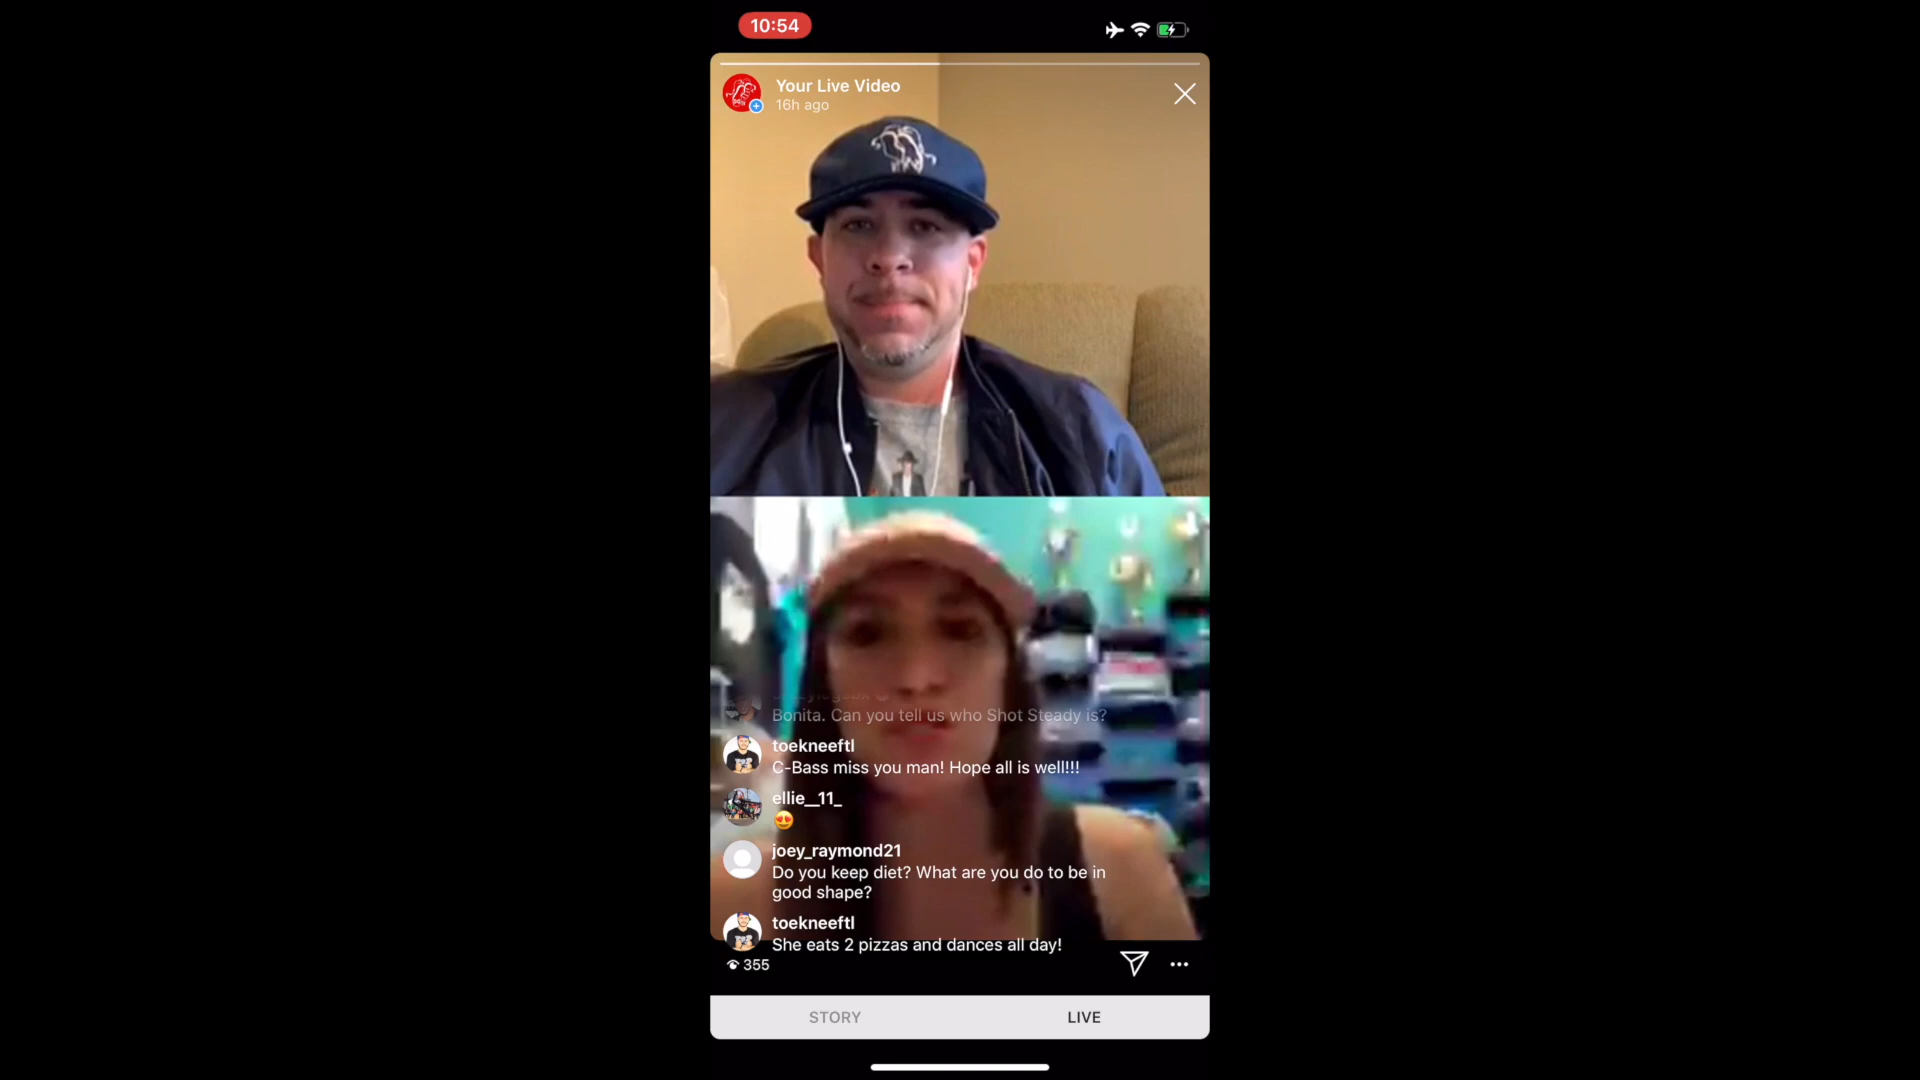 10:54
Your Live Video
16h ago
Bonita. Can you tell us who Shot Steady is?
toekneeftl
C-Bass miss you man! Hope all is well!!!
ellie__11_
😍
joey_raymond21
Do you keep diet? What are you do to be in
good shape?
toekneeftl
She eats 2 pizzas and dances all day!
355
STORY
LIVE